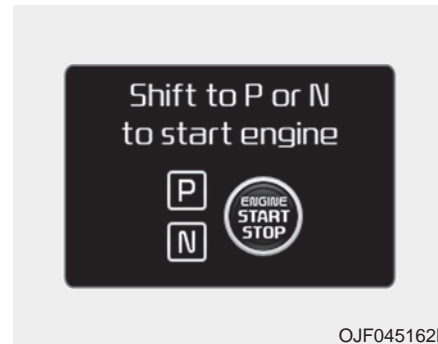 Shift to P or N
to start engine
P
ENGINE
START
STOP
N
OJF045162